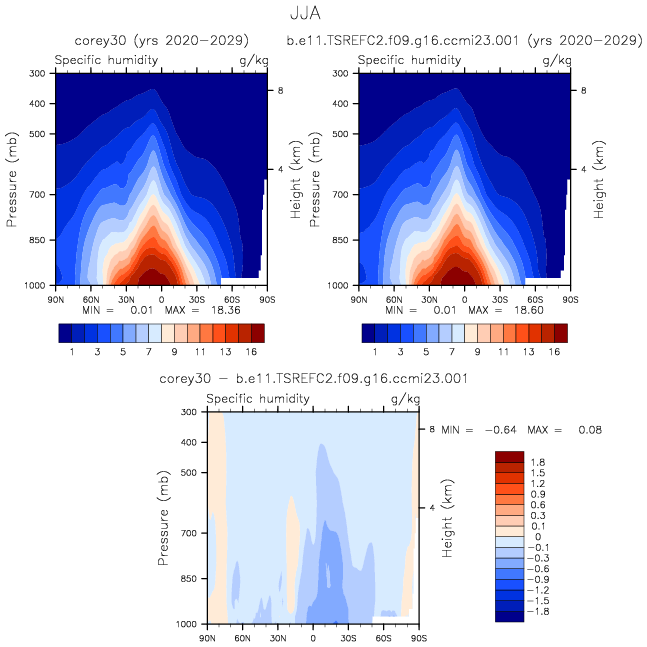 JJA
corey30 (yrs 2020-2029)
b.e11.TSREFC2.f09.g16.ccmi23.001 (yrs 2020-2029)
Specific humidity g/kg
Specific humidity g/kg
300
400
500
700
850
1000
Pressure (mb)
8
4
Height (km)
90N 60N 30N 0 30S 60S 90S
MIN = 0.01 MAX = 18.36
1 3 5 7 9 11 13 16
300
400
500
700
850
1000
Pressure (mb)
8
4
Height (km)
90N 60N 30N 0 30S 60S 90S
MIN = 0.01 MAX = 18.60
1 3 5 7 9 11 13 16
corey30 - b.e11.TSREFC2.f09.g16.ccmi23.001
Specific humidity g/kg
300
400
500
700
850
1000
Pressure (mb)
8
4
Height (km)
90N 60N 30N 0 30S 60S 90S
MIN = -0.64 MAX = 0.08
1.8
1.5
1.2
0.9
0.6
0.3
0.1
0
-0.1
-0.3
-0.6
-0.9
-1.2
-1.5
-1.8